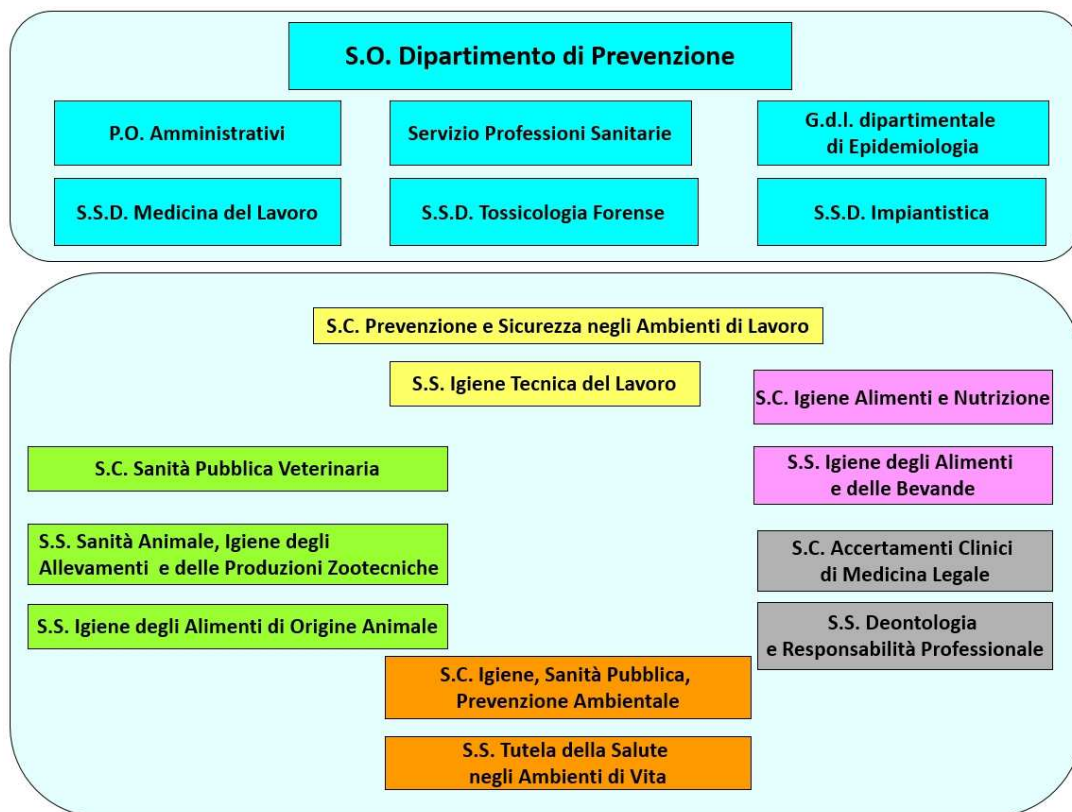 S.O. Dipartimento di Prevenzione
P.O. Amministrativi
Servizio Professioni Sanitarie
G.d.l. dipartimentale
di Epidemiologia
S.S.D. Medicina del Lavoro
S.S.D. Tossicologia Forense
S.S.D. Impiantistica
S.C. Prevenzione e Sicurezza negli Ambienti di Lavoro
S.S. Igiene Tecnica del Lavoro
S.C. Igiene Alimenti e Nutrizione
S.C. Sanità Pubblica Veterinaria
S.S. Igiene degli Alimenti
e delle Bevande
S.S. Sanità Animale, Igiene degli
Allevamenti e delle Produzioni Zootecniche
S.C. Accertamenti Clinici
di Medicina Legale
S.S. Igiene degli Alimenti di Origine Animale
S.S. Deontologia
e Responsabilità Professionale
S.C. Igiene, Sanità Pubblica,
Prevenzione Ambientale
S.S. Tutela della Salute
negli Ambienti di Vita